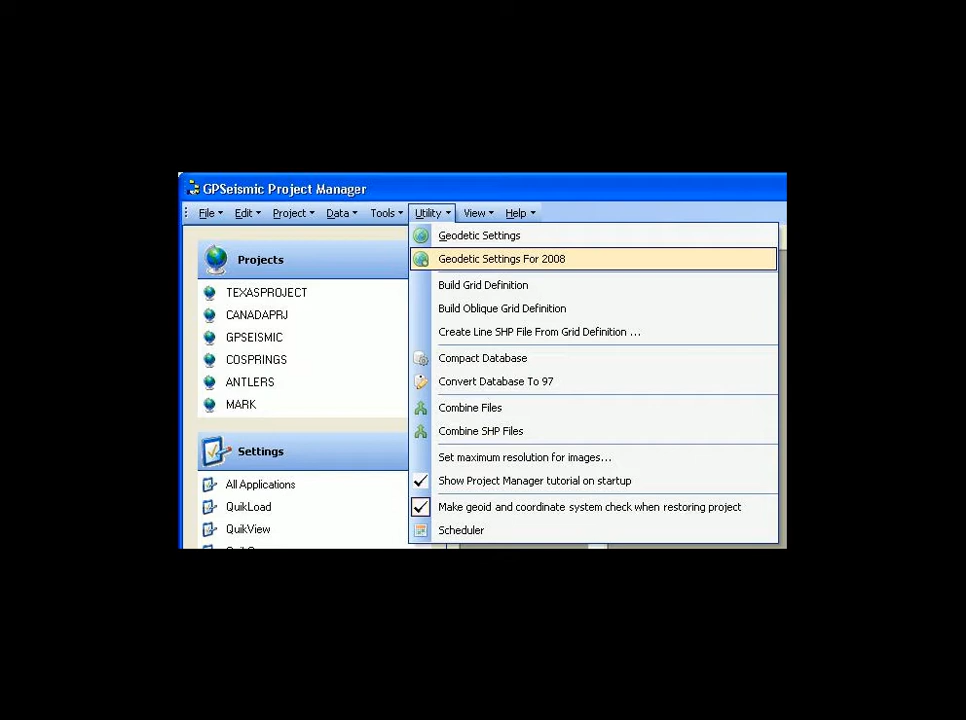 GPSeismic Project Manager
File Edit Project Data Tools Utility View Help
Projects
TEXASPROJECT
CANADAPRJ
GPSEISMIC
COSPRINGS
ANTLERS
MARK
Settings
All Applications
QuikLoad
QuikView
Geodetic Settings
Geodetic Settings For 2008
Build Grid Definition
Build Oblique Grid Definition
Create Line SHP File From Grid Definition ...
Compact Database
Convert Database To 97
Combine Files
Combine SHP Files
Set maximum resolution for images...
Show Project Manager tutorial on startup
Make geoid and coordinate system check when restoring project
Scheduler